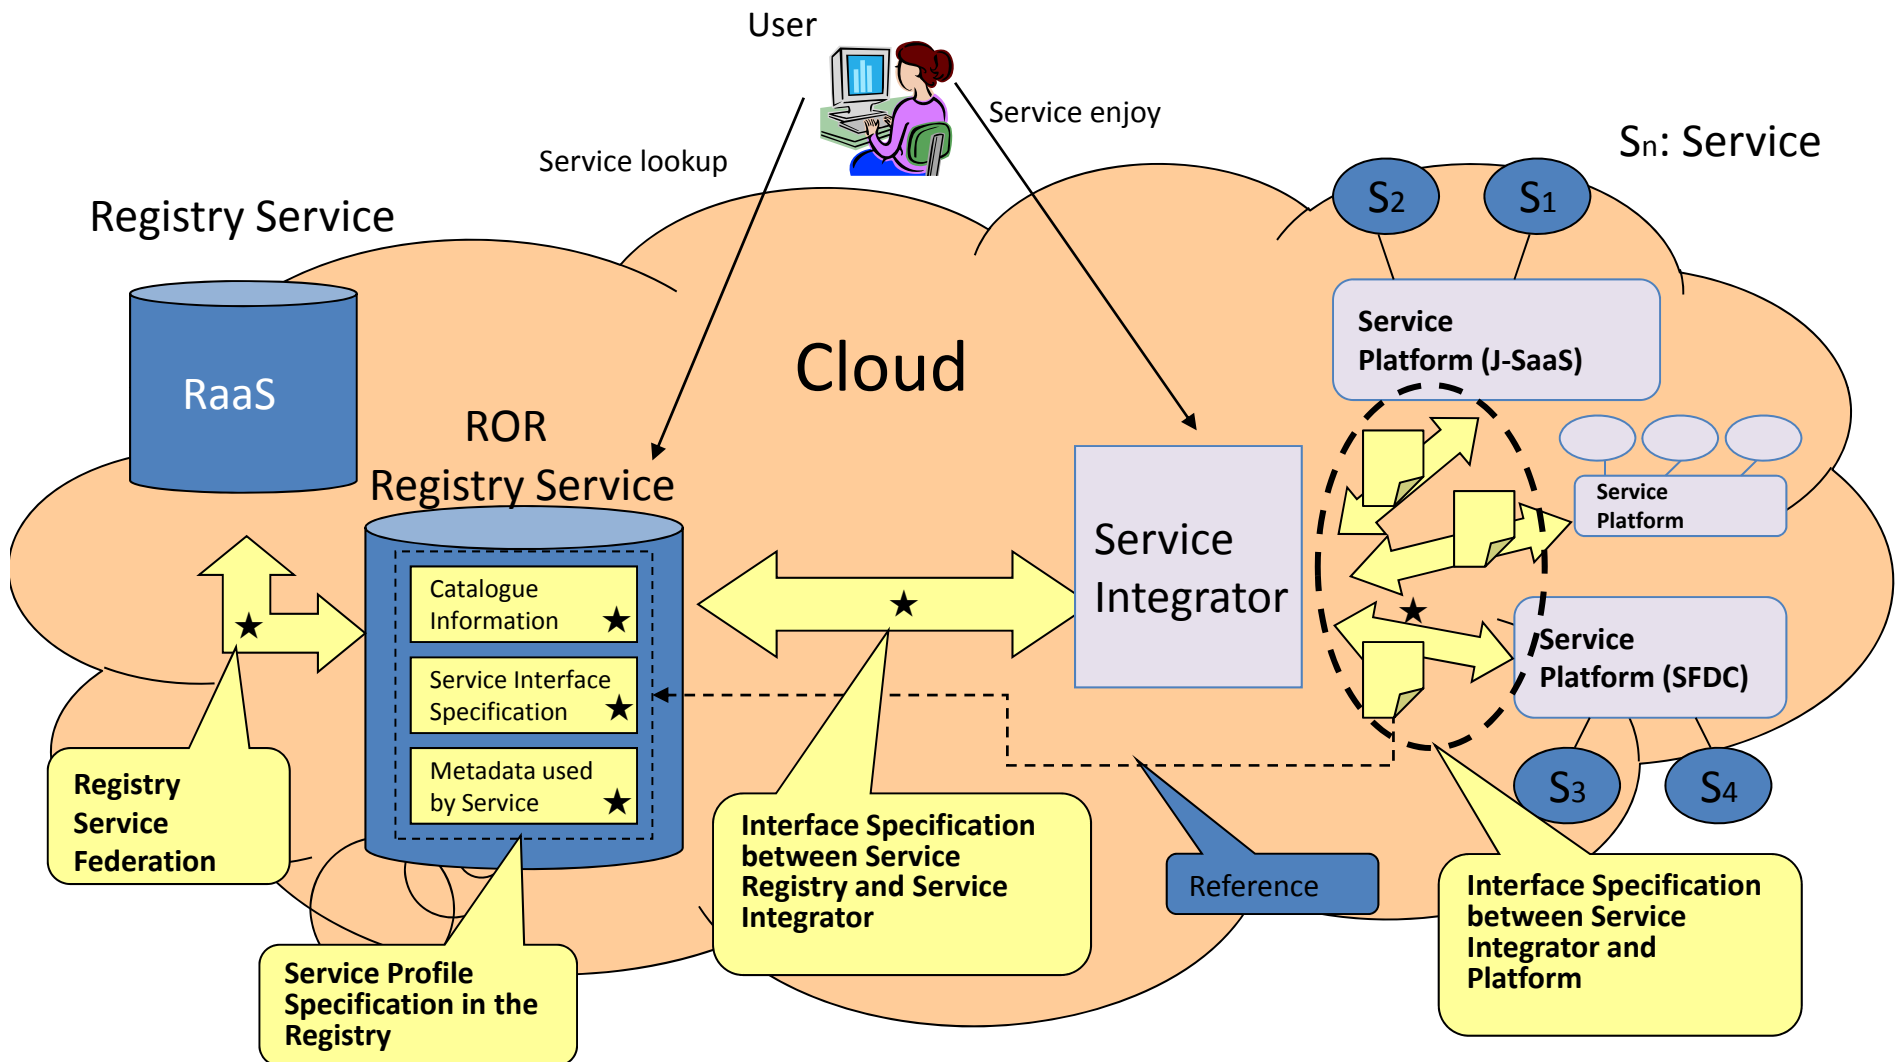 User
Service enjoy
Service lookup
Sn: Service
Registry Service
S2
S1
Service
Platform (J-SaaS)
Cloud
RaaS
ROR
Registry Service
Service
Platform
Service
Integrator
Catalogue
Information
Service Interface
Specification
Metadata used
by Service
Service
Platform (SFDC)
S3
S4
Registry
Service
Federation
Interface Specification
between Service
Registry and Service
Integrator
Reference
Interface Specification
between Service
Integrator and
Platform
Service Profile
Specification in the
Registry